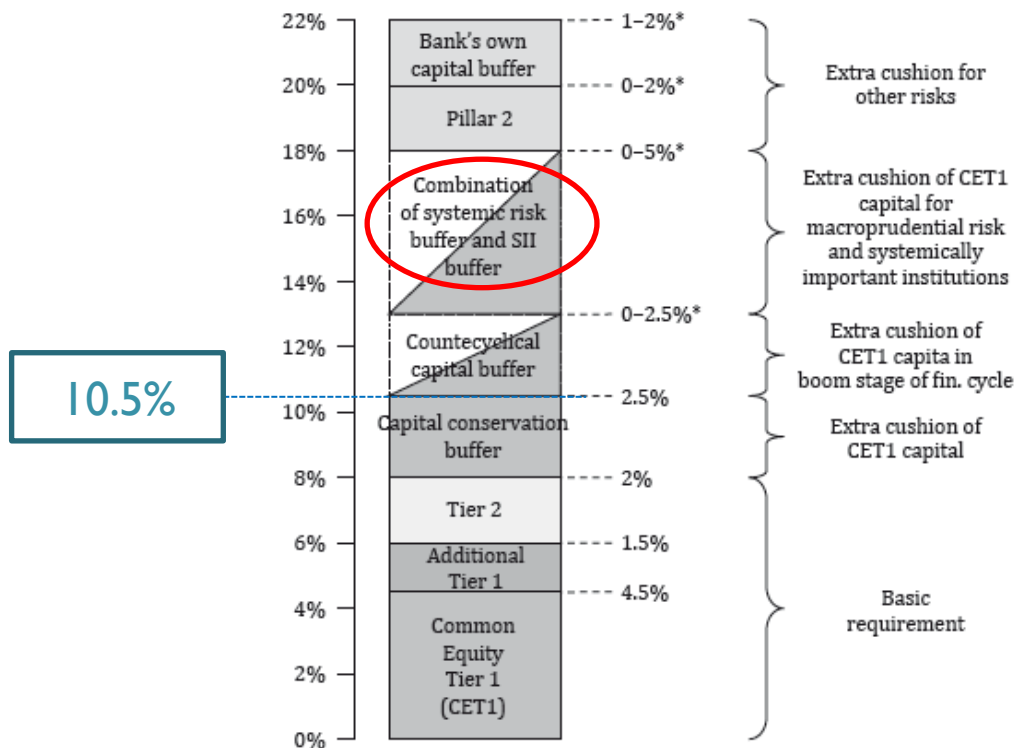 22%
20%
18%
16%
14%
12%
10%
8%
6%
4%
2%
0%
10.5%
Bank's own
capital buffer
Pillar 2
Combination
of systemic risk
buffer and SII
buffer
Countecyclical
capital buffer
Capital conservation
buffer
Tier 2
Additional
Tier 1
Common
Equity
Tier 1
(CET1)
1–2%*
0–2%*
0–5%*
0–2.5%*
2.5%
2%
1.5%
4.5%
Extra cushion for
other risks
Extra cushion of CET1
capital for
macroprudential risk
and systemically
important institutions
Extra cushion of
CET1 capita in
boom stage of fin. cycle
Extra cushion of
CET1 capital
Basic
requirement